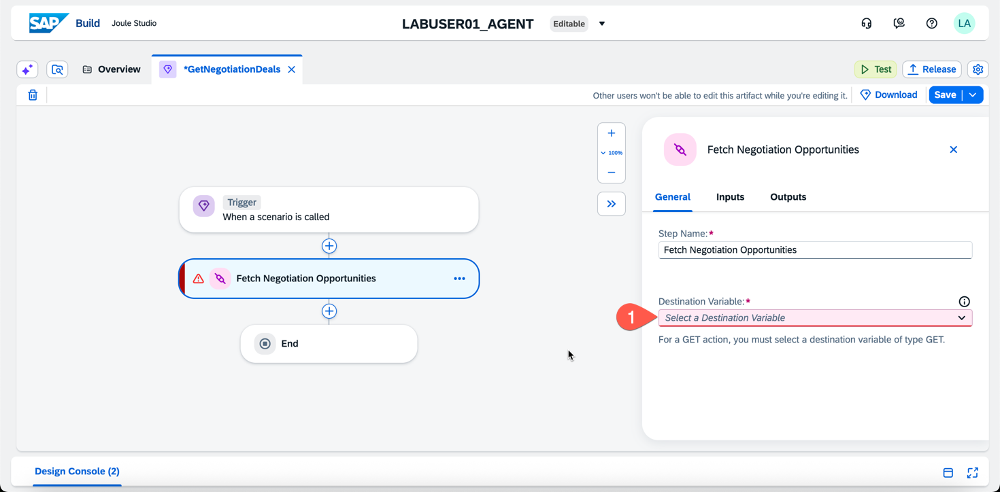 SAP Build Joule Studio
LABUSER01_AGENT Editable
LA
Overview
*GetNegotiationDeals
Test
Release
Other users won't be able to edit this artifact while you're editing it.
Download
Save
100%
Trigger
When a scenario is called
Fetch Negotiation Opportunities
End
Fetch Negotiation Opportunities
General Inputs Outputs
Step Name:*
Fetch Negotiation Opportunities
Destination Variable:*
1
Select a Destination Variable
For a GET action, you must select a destination variable of type GET.
Design Console (2)